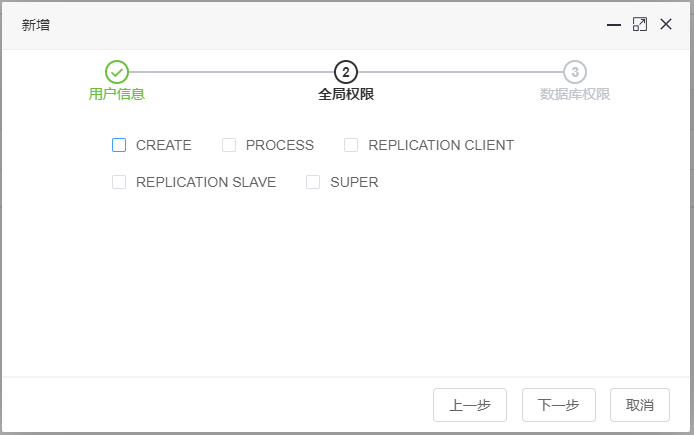 新增
2 3
用户信息 全局权限 数据库权限
CREATE PROCESS REPLICATION CLIENT
REPLICATION SLAVE SUPER
上一步 下一步 取消